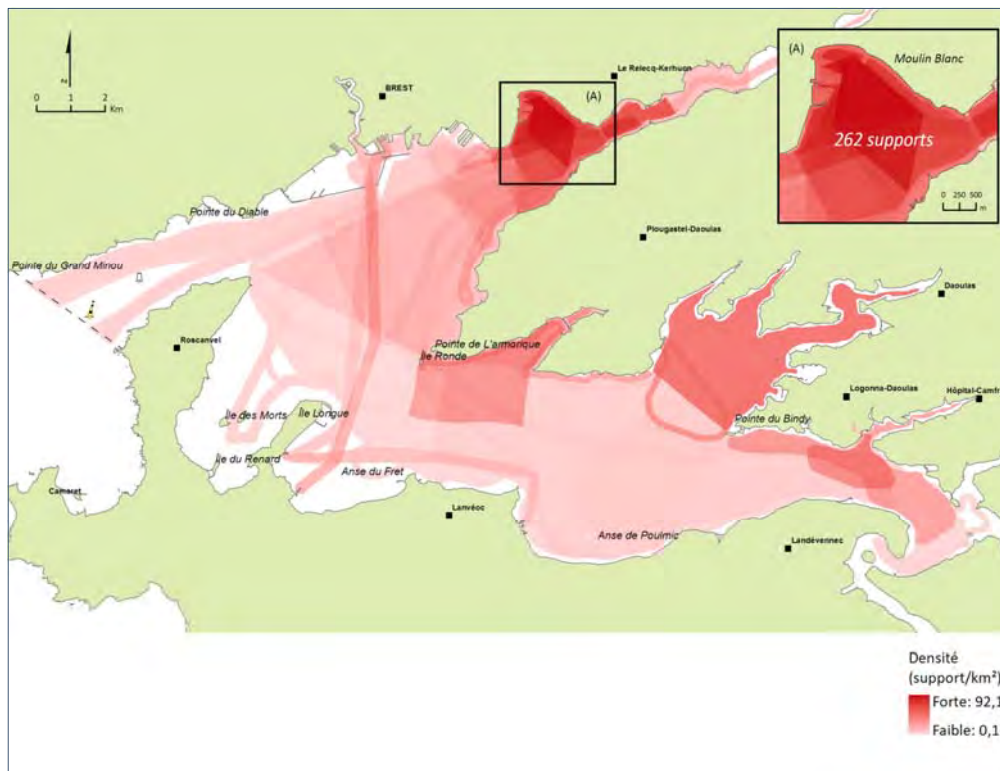 (A)
Moulin Blanc
Le Relecq-Kerhuon
BREST
(A)
262 supports
0 1 2
Km
0 250 500
m
Pointe du Diable
Plougastel-Daoulas
Pointe du Grand Minou
Daoulas
Roscanvel
Pointe de L'armorique
Île Ronde
Logonna-Daoulas
Hôpital-Camfr
Île des Morts
Île Longue
Pointe du Bindy
Île du Renard
Anse du Fret
Camaret
Lanvéoc
Anse de Poulmic
Landévennec
Densité
(support/km²)
Forte: 92,1
Faible: 0,1